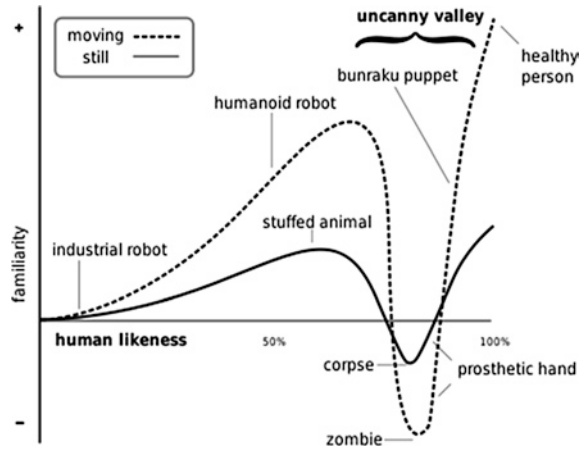 +
moving
still
uncanny valley
bunraku puppet
healthy
person
humanoid robot
stuffed animal
industrial robot
familiarity
human likeness
50%
100%
corpse
prosthetic hand
–
zombie